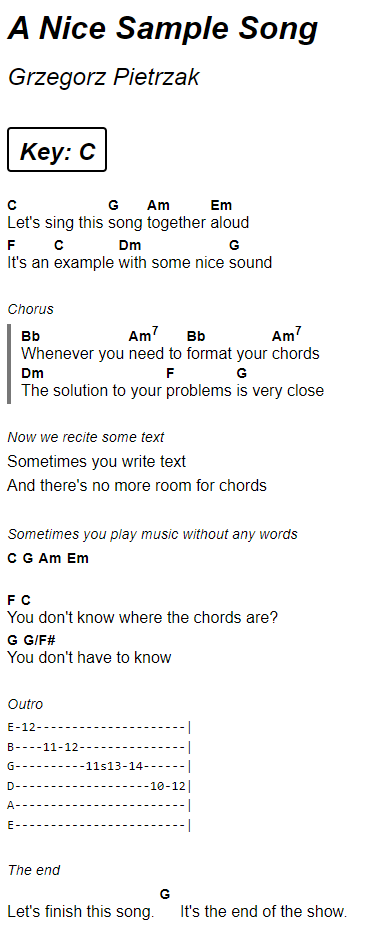 A Nice Sample Song
Grzegorz Pietrzak
Key: C
C G Am Em
Let's sing this song together aloud
F C Dm G
It's an example with some nice sound
Chorus
Bb Am7 Bb Am7
Whenever you need to format your chords
Dm F G
The solution to your problems is very close
Now we recite some text
Sometimes you write text
And there's no more room for chords
Sometimes you play music without any words
C G Am Em
F C
You don't know where the chords are?
G G/F#
You don't have to know
Outro
E-12---------------------|
B----11-12---------------|
G----------11s13-14------|
D-------------------10-12|
A------------------------|
E------------------------|
The end
G
Let's finish this song. It's the end of the show.